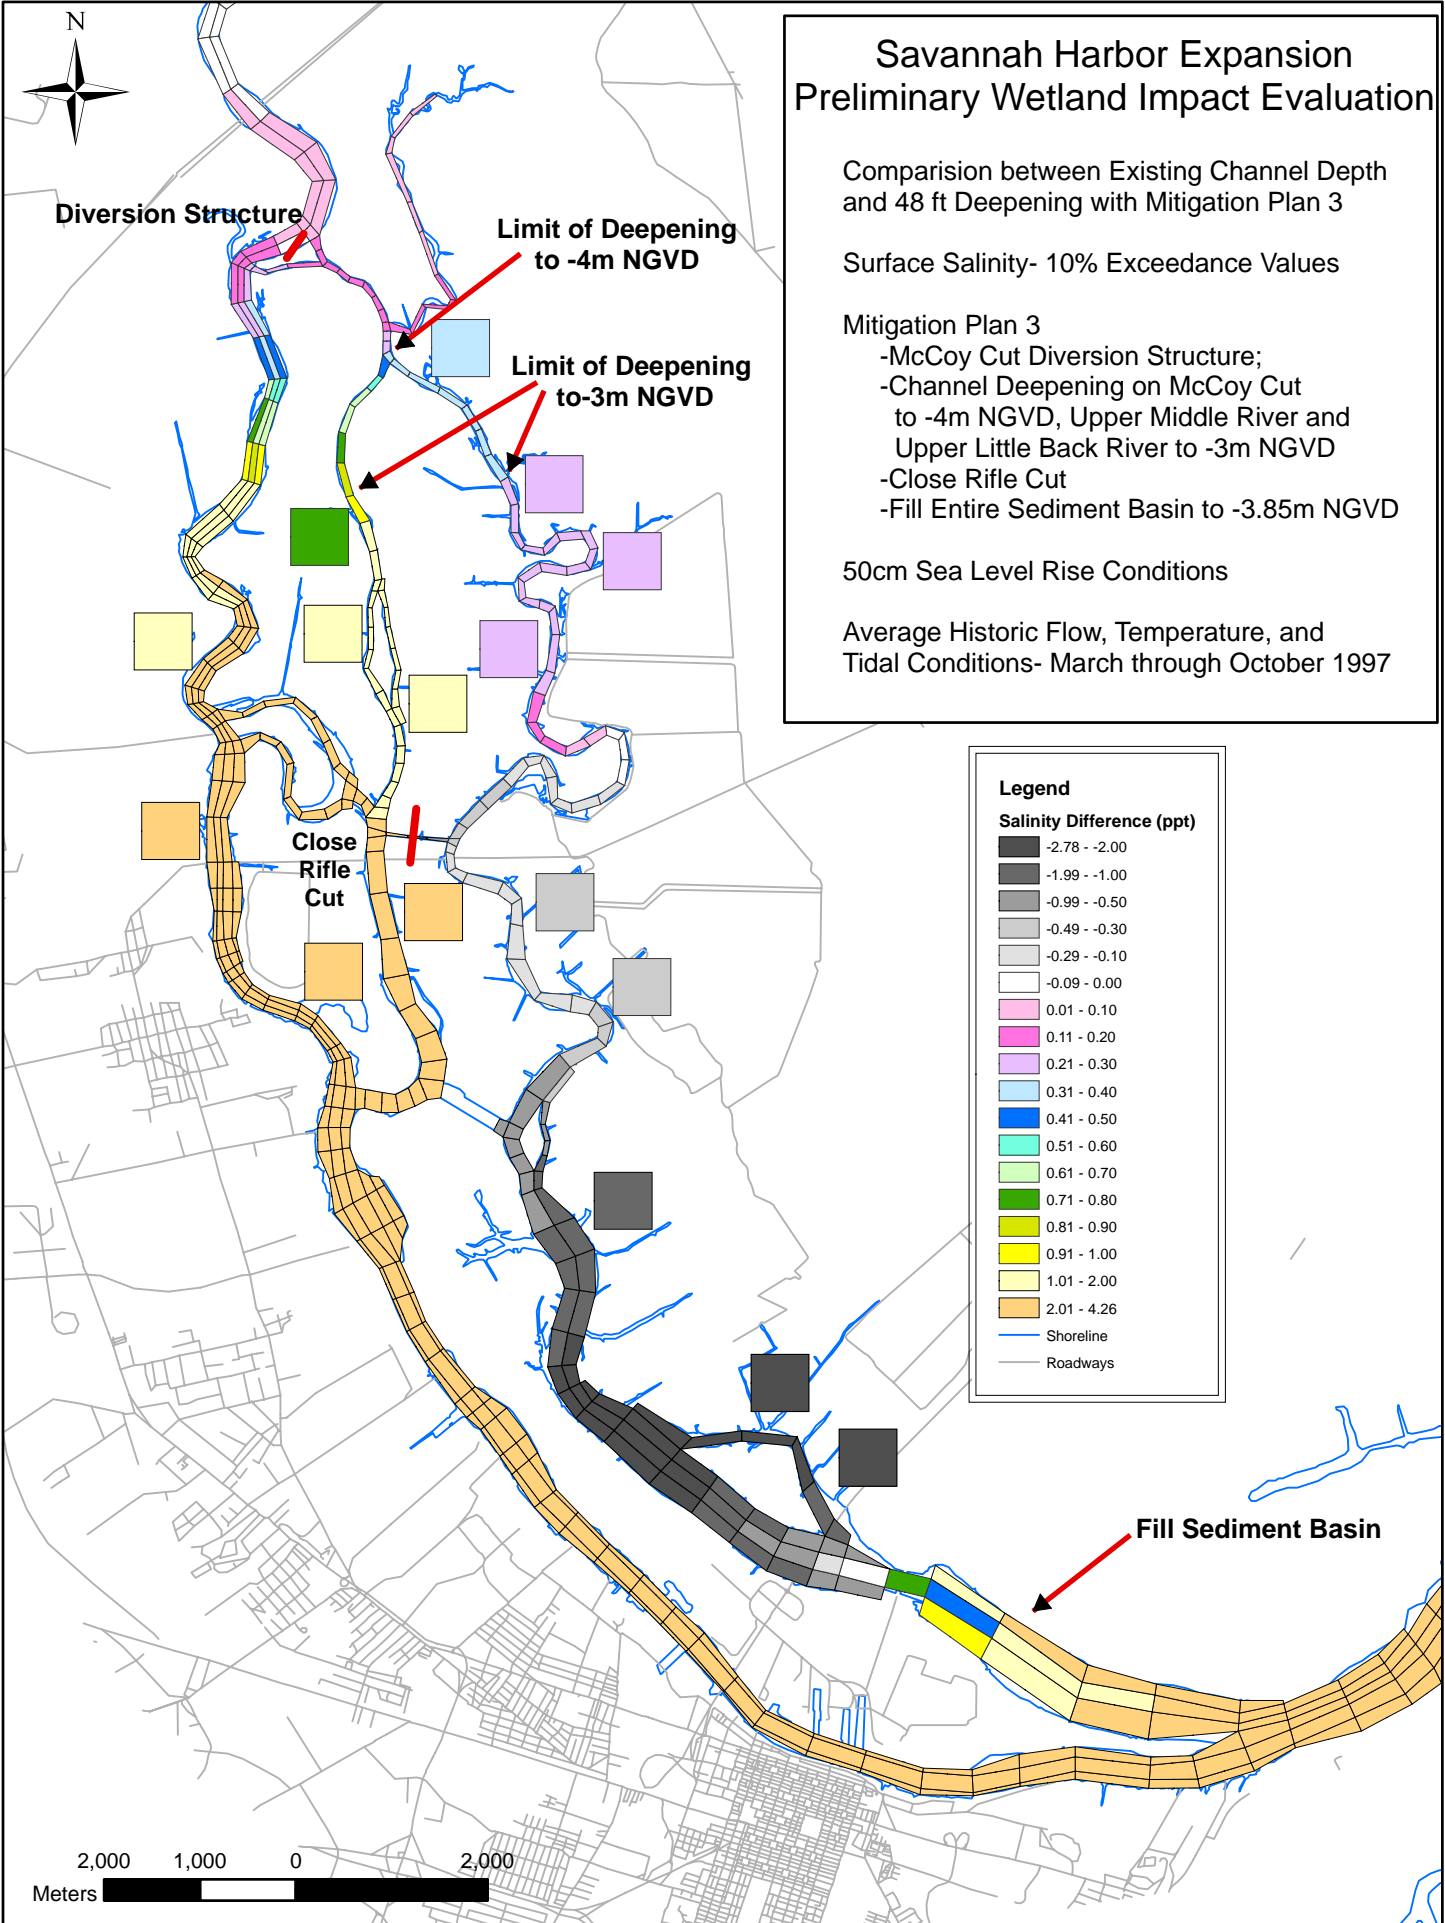 N
Savannah Harbor Expansion
Preliminary Wetland Impact Evaluation
Comparision between Existing Channel Depth
and 48 ft Deepening with Mitigation Plan 3
Surface Salinity- 10% Exceedance Values
Mitigation Plan 3
-McCoy Cut Diversion Structure;
-Channel Deepening on McCoy Cut
to -4m NGVD, Upper Middle River and
Upper Little Back River to -3m NGVD
-Close Rifle Cut
-Fill Entire Sediment Basin to -3.85m NGVD
50cm Sea Level Rise Conditions
Average Historic Flow, Temperature, and
Tidal Conditions- March through October 1997
Diversion Structure
Limit of Deepening
to -4m NGVD
Limit of Deepening
to-3m NGVD
Close
Rifle
Cut
Legend
Salinity Difference (ppt)
-2.78 - -2.00
-1.99 - -1.00
-0.99 - -0.50
-0.49 - -0.30
-0.29 - -0.10
-0.09 - 0.00
0.01 - 0.10
0.11 - 0.20
0.21 - 0.30
0.31 - 0.40
0.41 - 0.50
0.51 - 0.60
0.61 - 0.70
0.71 - 0.80
0.81 - 0.90
0.91 - 1.00
1.01 - 2.00
2.01 - 4.26
Shoreline
Roadways
Fill Sediment Basin
2,000 1,000 0 2,000
Meters